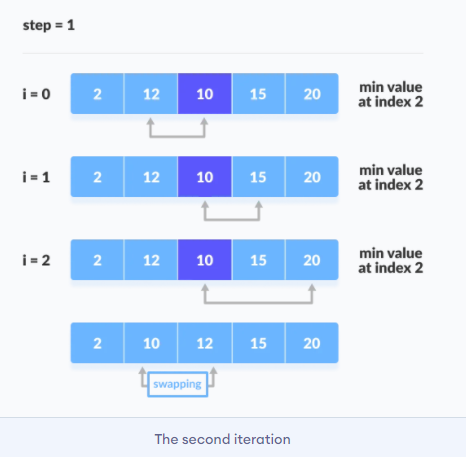 step = 1
i = 0 2 12 10 15 20 min value
at index 2
i = 1 2 12 10 15 20 min value
at index 2
i = 2 2 12 10 15 20 min value
at index 2
2 10 12 15 20
swapping
The second iteration